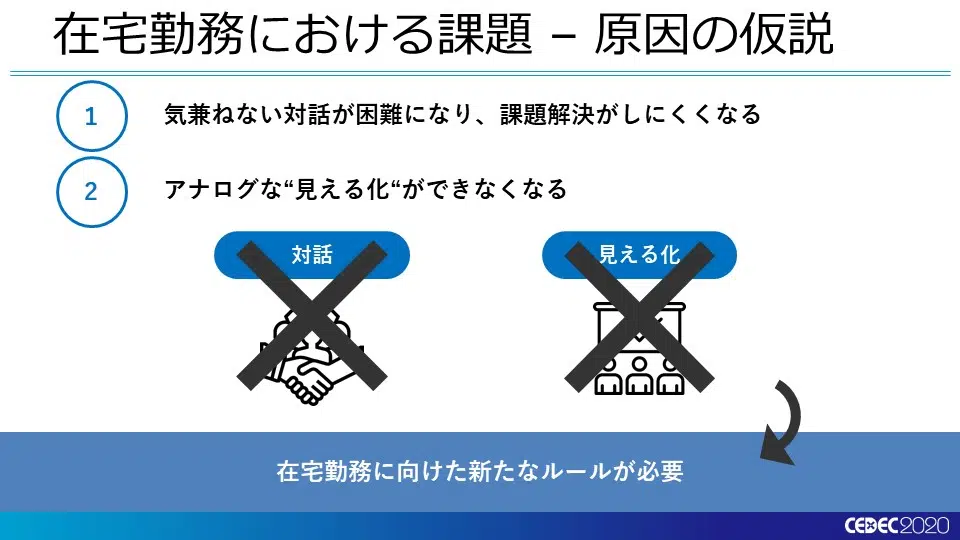 在宅勤務における課題 – 原因の仮説
1
気兼ねない対話が困難になり、課題解決がしにくくなる
2
アナログな“見える化“ができなくなる
対話
見える化
在宅勤務に向けた新たなルールが必要
CEDEC2020